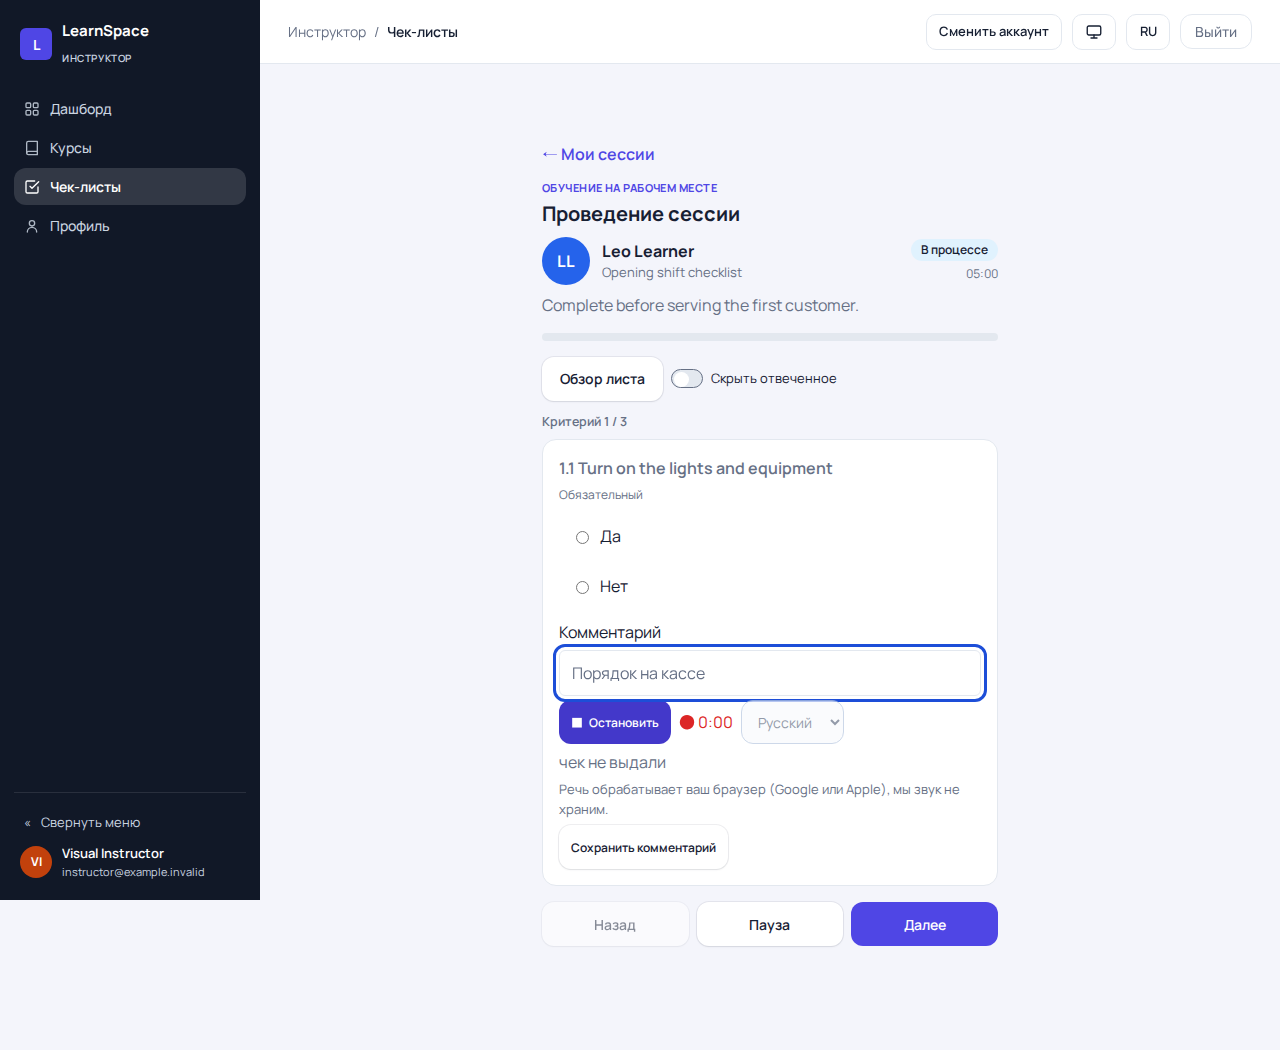 LearnSpace
ИНСТРУКТОР
Дашборд
Курсы
Чек-листы
Профиль
« Свернуть меню
VI
Visual Instructor
instructor@example.invalid
L
Инструктор / Чек-листы
Сменить аккаунт
RU
Выйти
← Мои сессии
ОБУЧЕНИЕ НА РАБОЧЕМ МЕСТЕ
Проведение сессии
LL
Leo Learner
Opening shift checklist
В процессе
05:00
Complete before serving the first customer.
Обзор листа
Скрыть отвеченное
Критерий 1 / 3
1.1 Turn on the lights and equipment
Обязательный
Да
Нет
Комментарий
Порядок на кассе
Остановить
0:00
Русский
чек не выдали
Речь обрабатывает ваш браузер (Google или Apple), мы звук не
храним.
Сохранить комментарий
Назад
Пауза
Далее